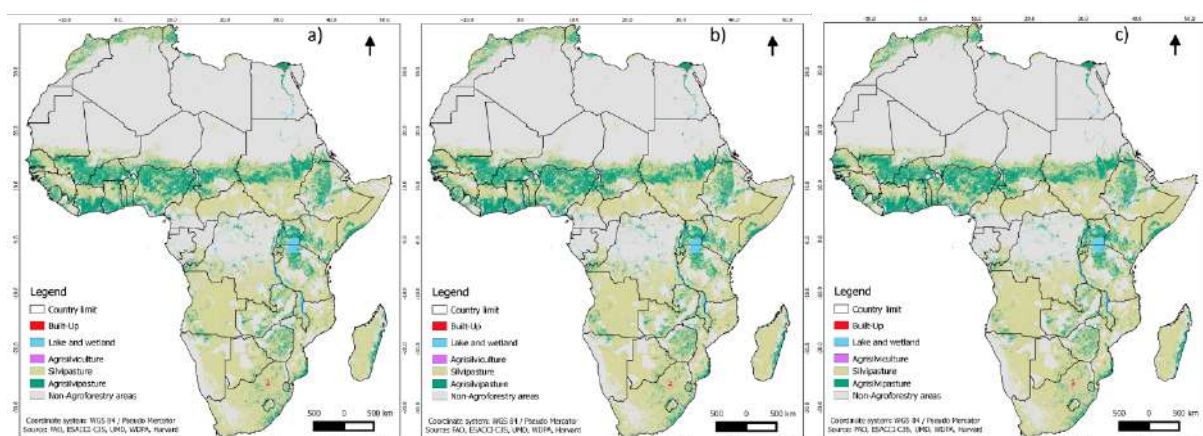 a)
Legend
Country limit
Built-Up
Lake and wetland
Agrisilviculture
Silvipasture
Agrisilvipasture
Non-Agroforestry areas
500 0 500 km
Coordinate system: WGS 84 / Pseudo Mercator
Sources: FAO, ESACCI-C3S, UMD, WDPA, Harvard
b)
Legend
Country limit
Built-Up
Lake and wetland
Agrisilviculture
Silvipasture
Agrisilvipasture
Non-Agroforestry areas
500 0 500 km
Coordinate system: WGS 84 / Pseudo Mercator
Sources: FAO, ESACCI-C3S, UMD, WDPA, Harvard
c)
Legend
Country limit
Built-Up
Lake and wetland
Agrisilviculture
Silvipasture
Agrisilvipasture
Non-Agroforestry areas
500 0 500 km
Coordinate system: WGS 84 / Pseudo Mercator
Sources: FAO, ESACCI-C3S, UMD, WDPA, Harvard